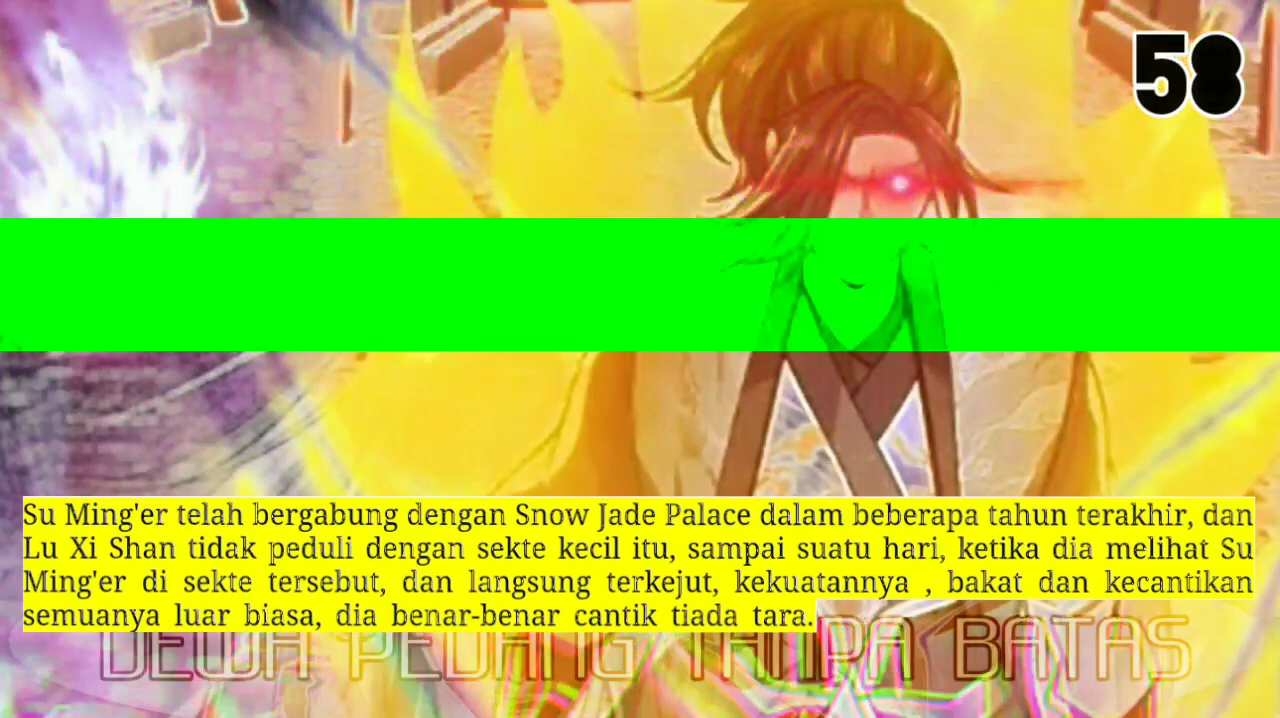 58
Su Ming'er telah bergabung dengan Snow Jade Palace dalam beberapa tahun terakhir, dan
Lu Xi Shan tidak peduli dengan sekte kecil itu, sampai suatu hari, ketika dia melihat Su
Ming'er di sekte tersebut, dan langsung terkejut, kekuatannya , bakat dan kecantikan
semuanya luar biasa, dia benar-benar cantik tiada tara.
DEWA PEDANG TANPA BATAS